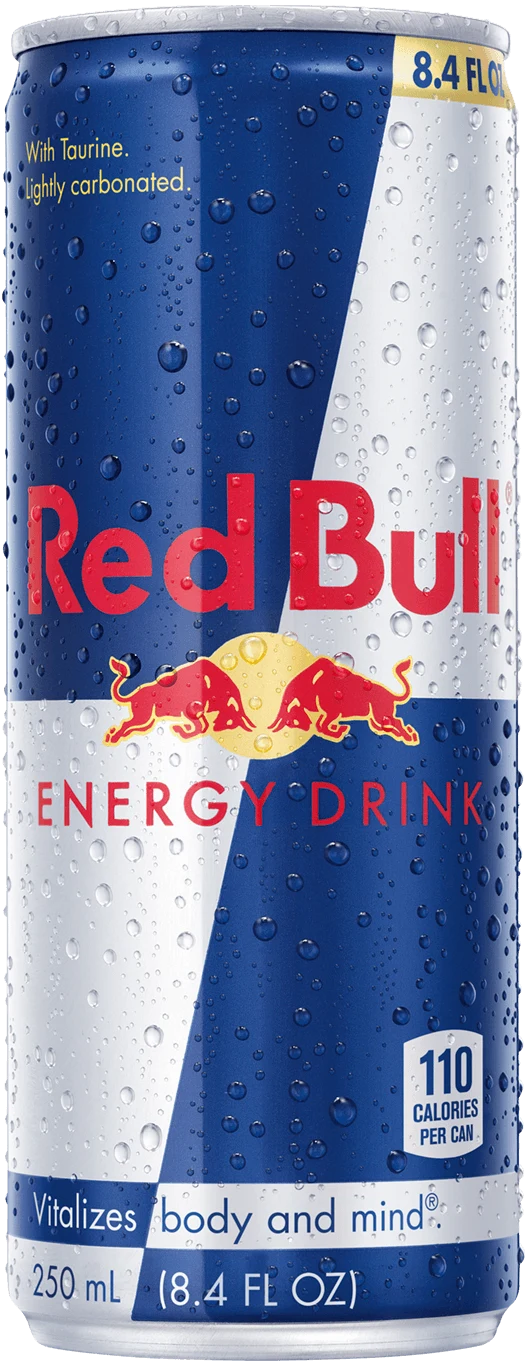 8.4 FL OZ
With Taurine.
Lightly carbonated.
Red Bull®
ENERGY DRINK
110
CALORIES
PER CAN
Vitalizes body and mind®.
250 mL (8.4 FL OZ)